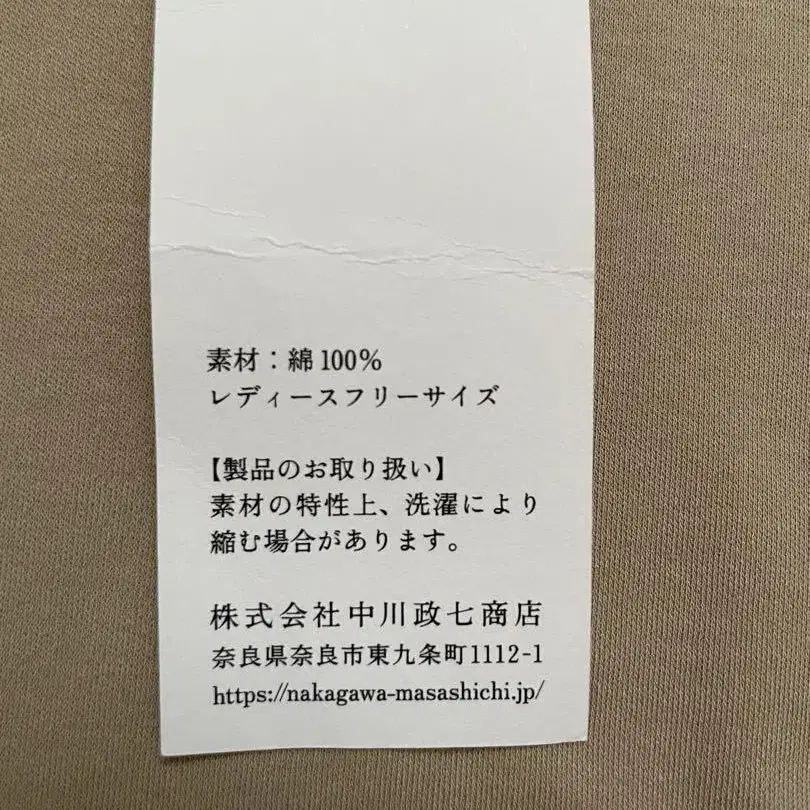 素材：綿100%
レディースフリーサイズ
【製品のお取り扱い】
素材の特性上、洗濯により
縮む場合があります。
株式会社中川政七商店
奈良県奈良市東九条町1112-1
https://nakagawa-masashichi.jp/